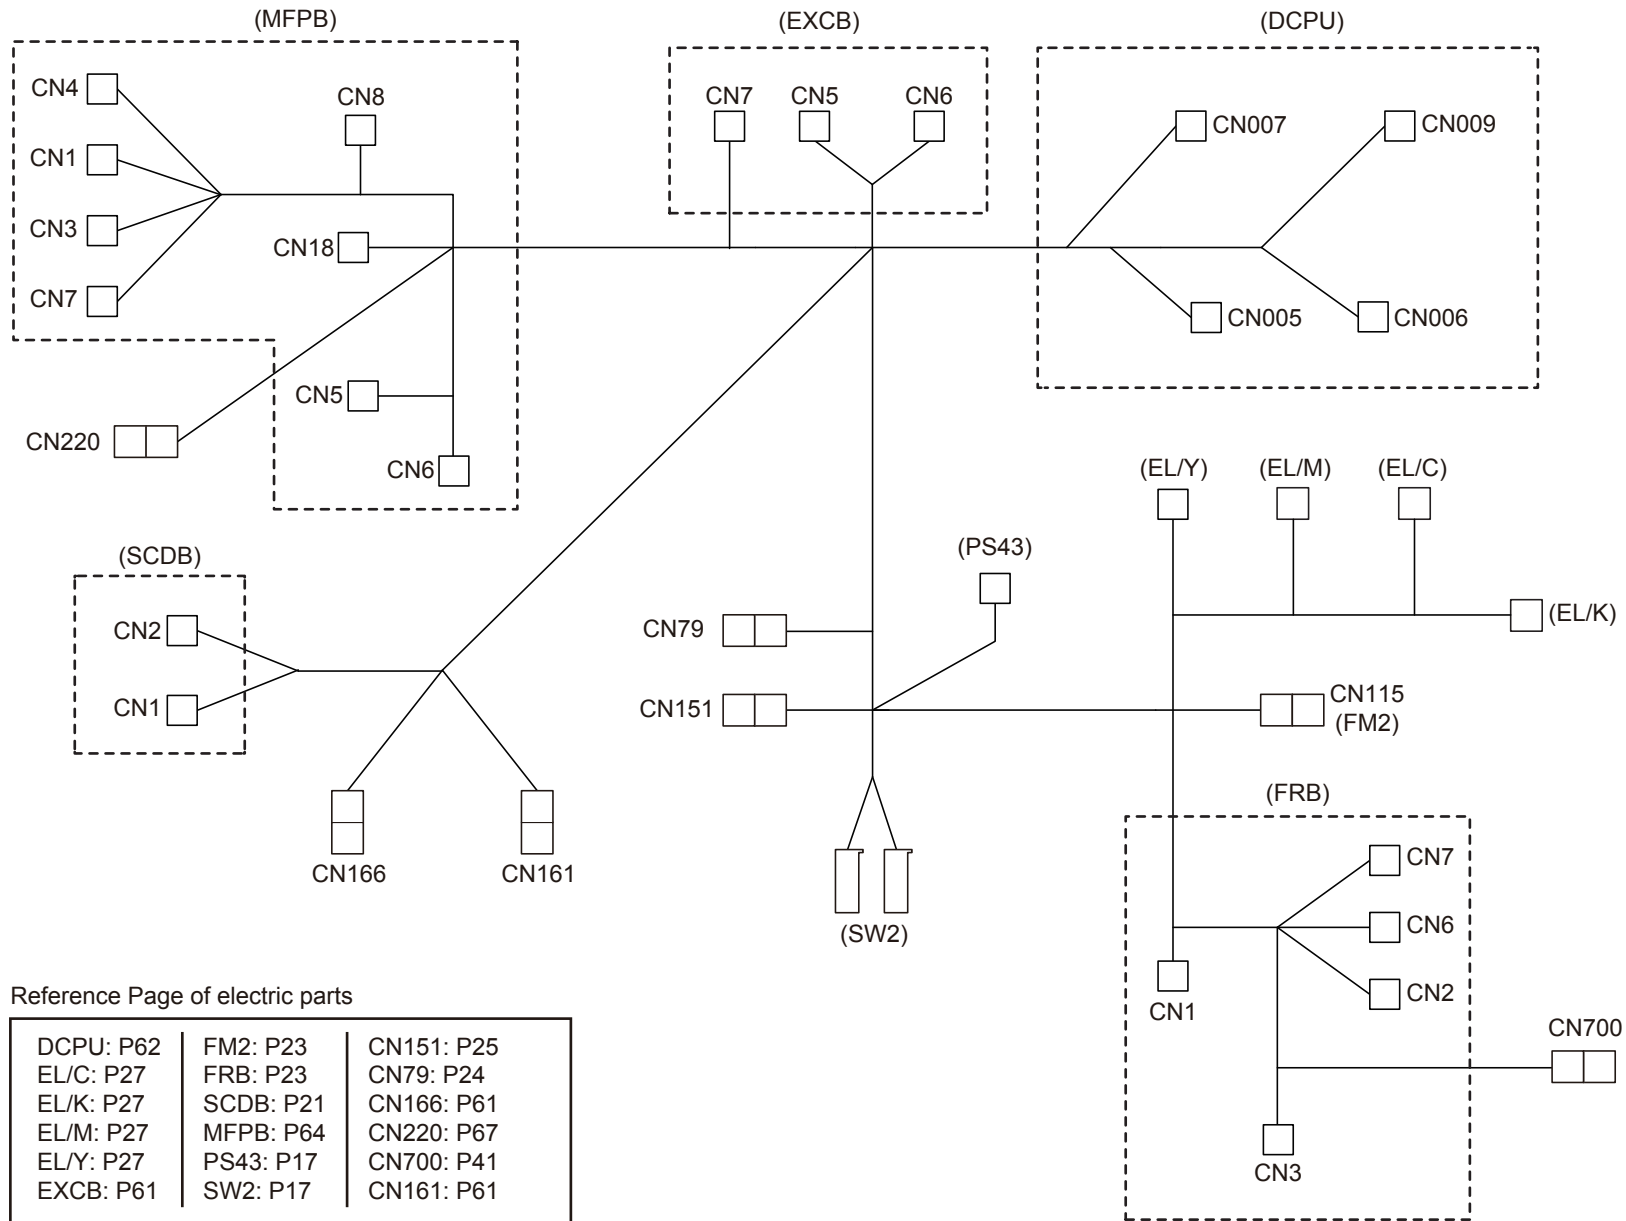 (MFPB)
(EXCB)
(DCPU)
CN4
CN8
CN7
CN5
CN6
CN007
CN009
CN1
CN3
CN18
CN7
CN005
CN006
CN5
CN220
CN6
(EL/Y)
(EL/M)
(EL/C)
(SCDB)
(PS43)
CN2
CN79
(EL/K)
CN1
CN151
CN115
(FM2)
(FRB)
CN7
CN166
CN161
CN6
(SW2)
CN2
CN1
CN700
CN3
Reference Page of electric parts
DCPU: P62 FM2: P23 CN151: P25
EL/C: P27 FRB: P23 CN79: P24
EL/K: P27 SCDB: P21 CN166: P61
EL/M: P27 MFPB: P64 CN220: P67
EL/Y: P27 PS43: P17 CN700: P41
EXCB: P61 SW2: P17 CN161: P61